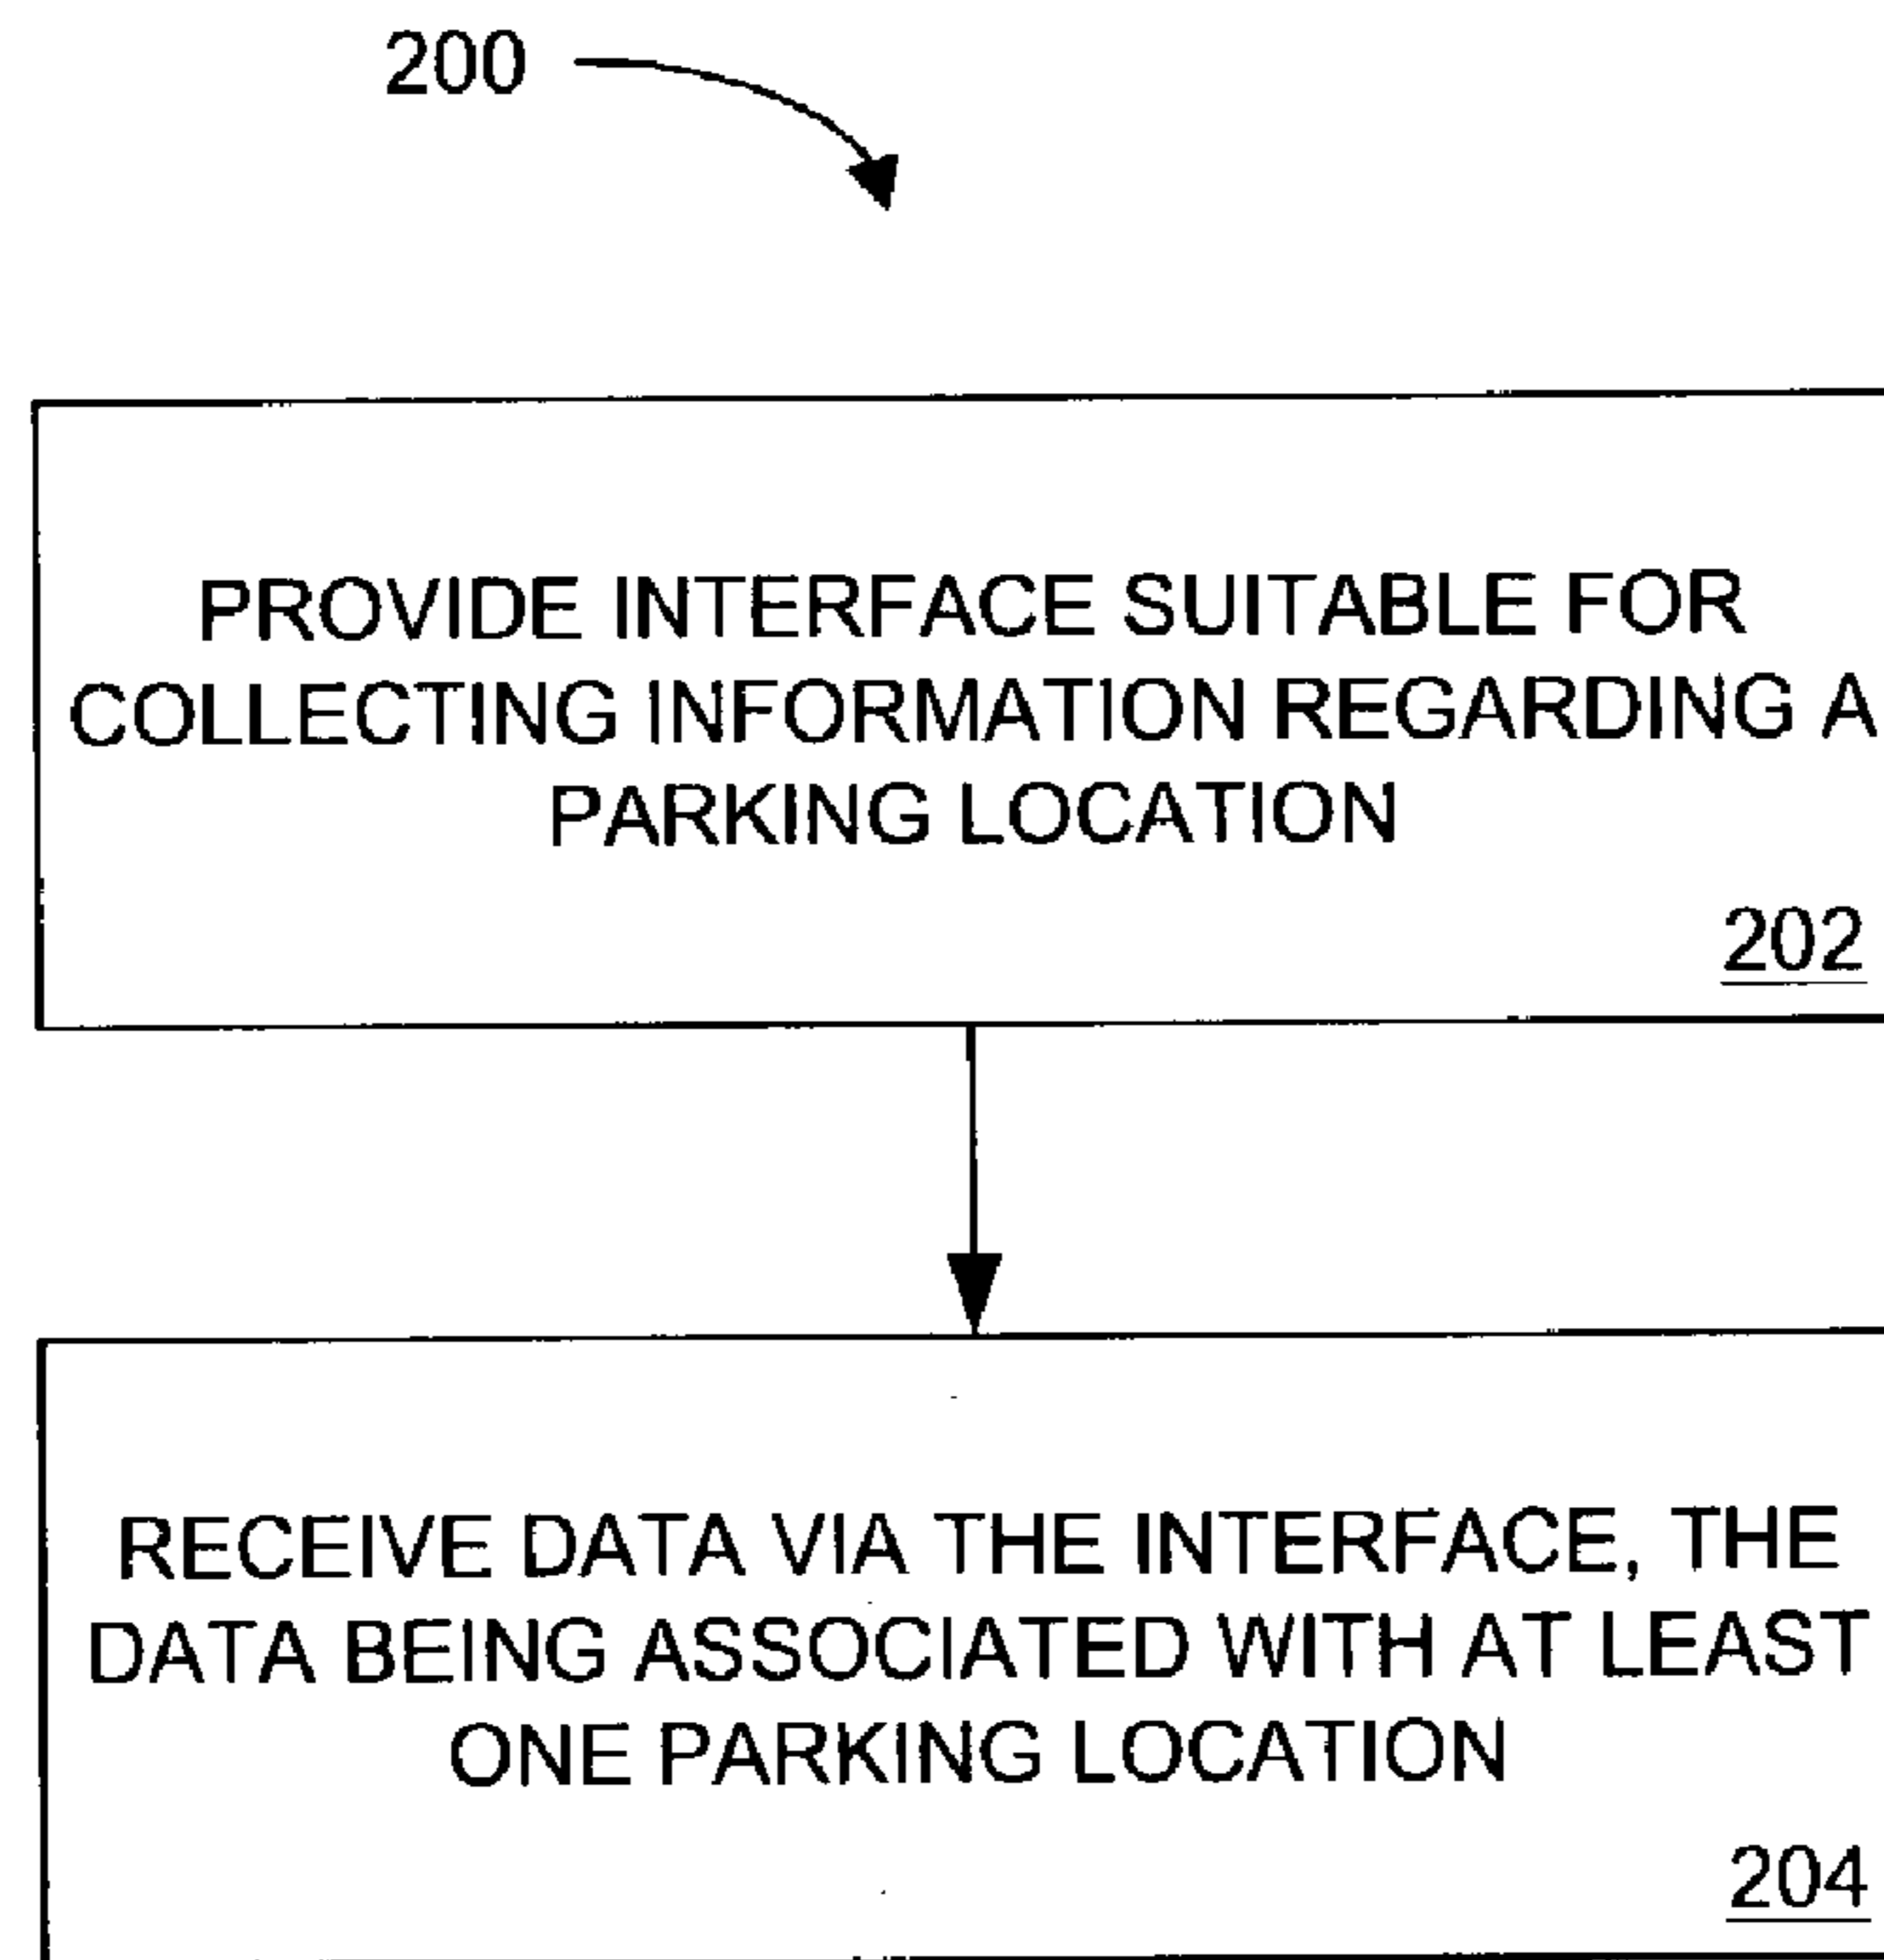 200
PROVIDE INTERFACE SUITABLE FOR
COLLECTING INFORMATION REGARDING A
PARKING LOCATION
202
RECEIVE DATA VIA THE INTERFACE, THE
DATA BEING ASSOCIATED WITH AT LEAST
ONE PARKING LOCATION
204